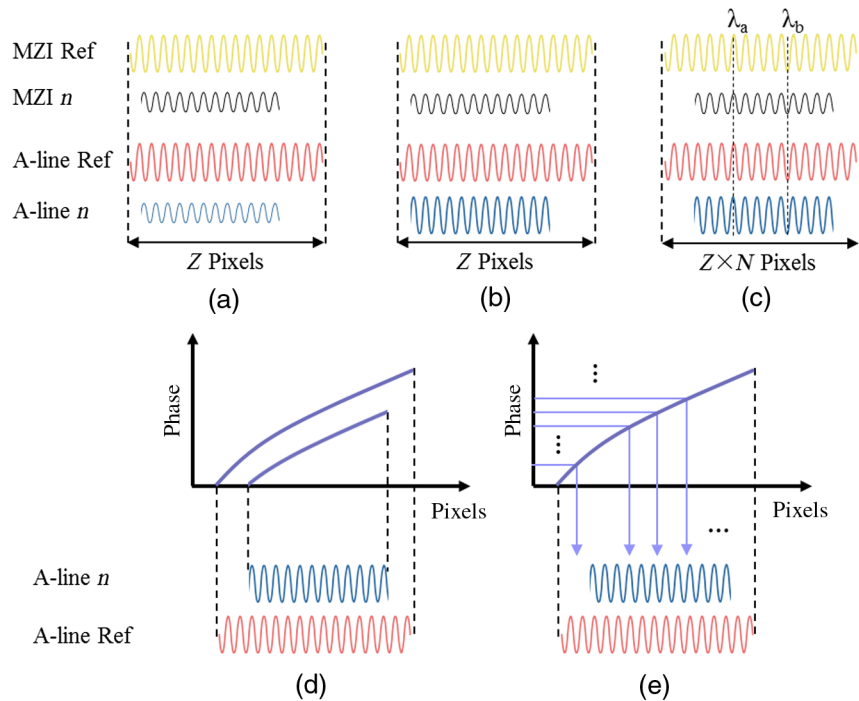 λa λb
MZI Ref
MZI n
A-line Ref
A-line n
Z Pixels Z Pixels Z×N Pixels
(a) (b) (c)
Phase Phase
... ...
Pixels Pixels
...
A-line n
A-line Ref
(d) (e)